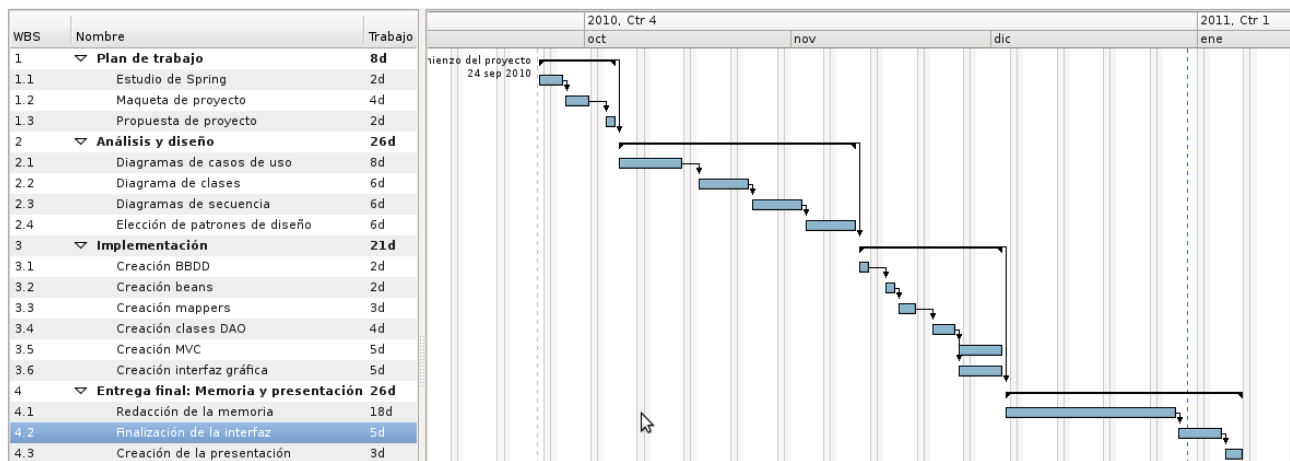 2010, Ctr 4 2011, Ctr 1
WBS Nombre Trabajo oct nov dic ene
1 Plan de trabajo 8d
nienzo del proyecto
24 sep 2010
1.1 Estudio de Spring 2d
1.2 Maqueta de proyecto 4d
1.3 Propuesta de proyecto 2d
2 Análisis y diseño 26d
2.1 Diagramas de casos de uso 8d
2.2 Diagrama de clases 6d
2.3 Diagramas de secuencia 6d
2.4 Elección de patrones de diseño 6d
3 Implementación 21d
3.1 Creación BBDD 2d
3.2 Creación beans 2d
3.3 Creación mappers 3d
3.4 Creación clases DAO 4d
3.5 Creación MVC 5d
3.6 Creación interfaz gráfica 5d
4 Entrega final: Memoria y presentación 26d
4.1 Redacción de la memoria 18d
4.2 Finalización de la interfaz 5d
4.3 Creación de la presentación 3d